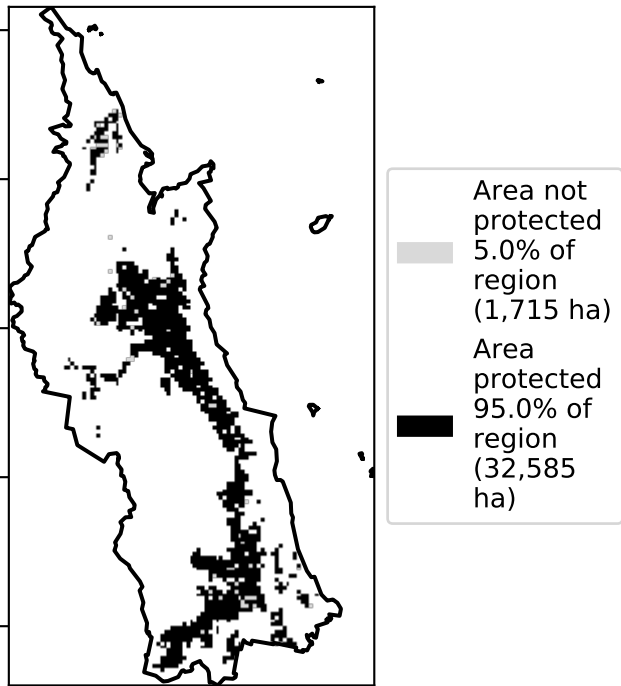 Area not
protected
5.0% of
region
(1,715 ha)
Area
protected
95.0% of
region
(32,585
ha)